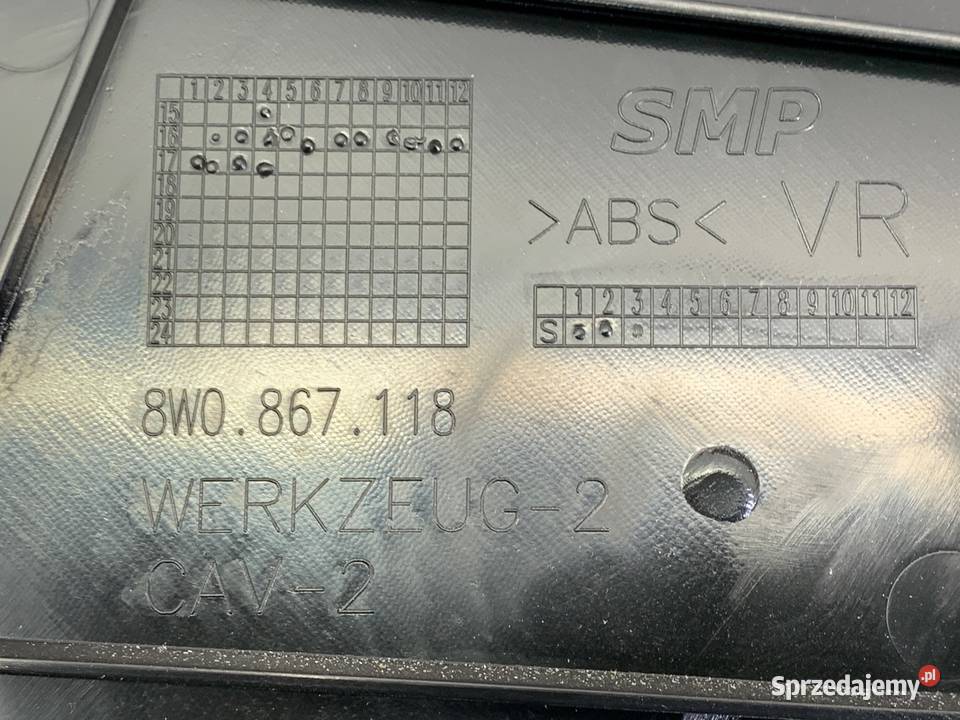 1 2 3 4 5 6 7 8 9 10 11 12
15
16
17
18
19
20
21
22
23
24
SMP
>ABS< VR
1 2 3 4 5 6 7 8 9 10 11 12
S
8W0.867.118
WERKZEUG-2
CAV-2
Sprzedajemy.pl